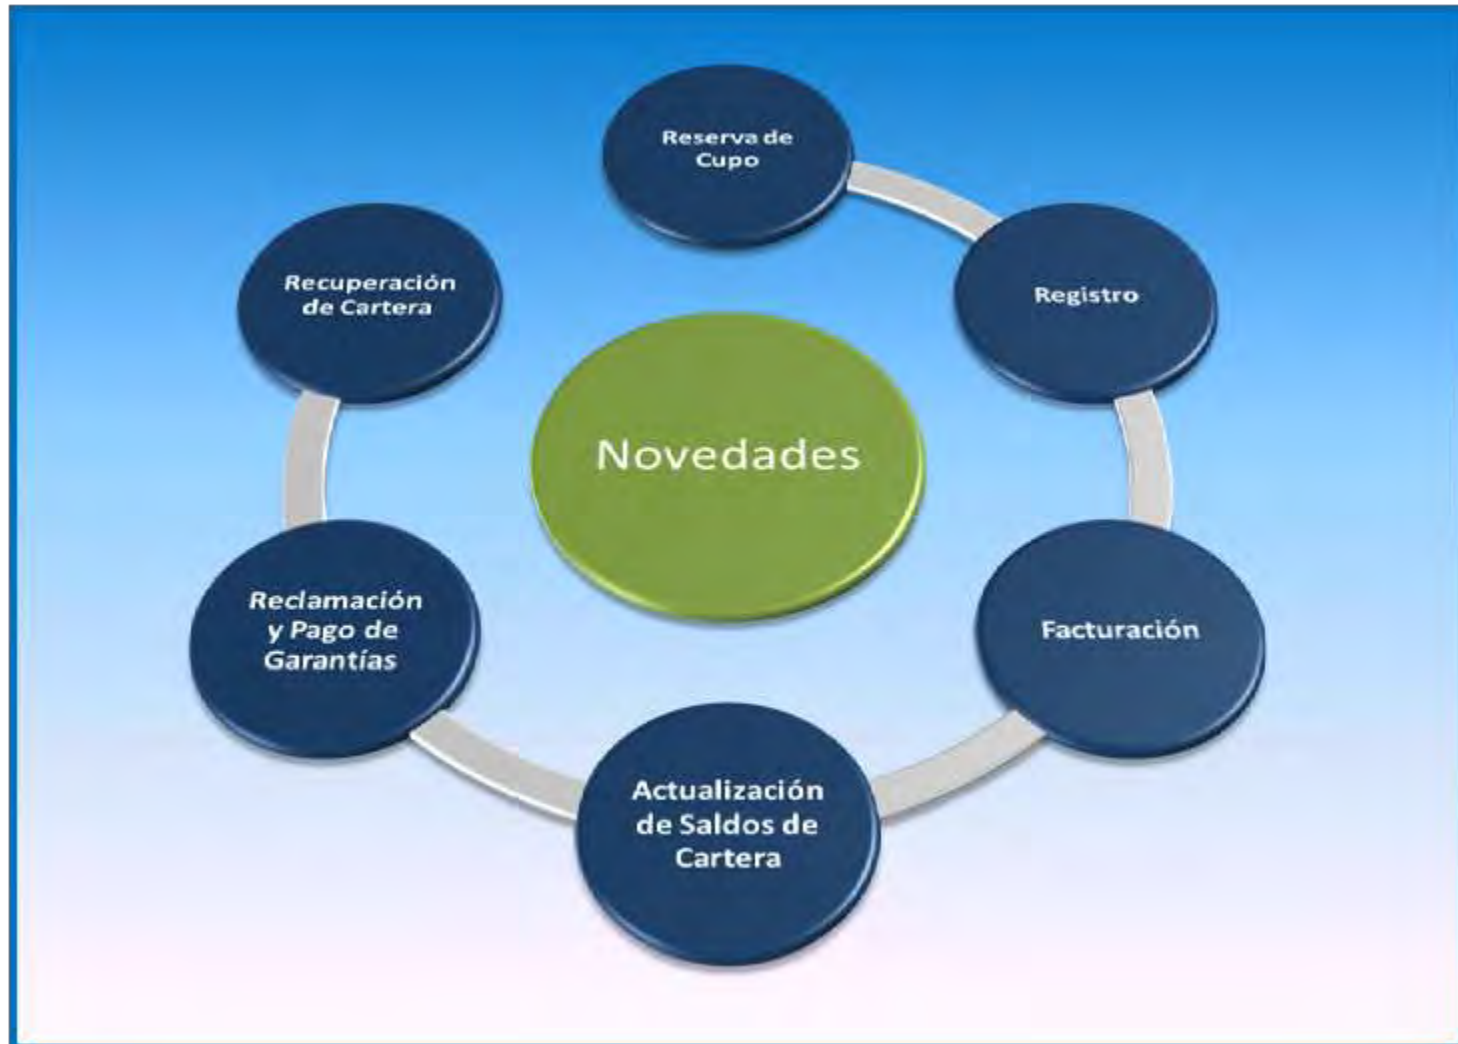 Reserva de
Cupo
Registro
Facturación
Actualización
de Saldos de
Cartera
Reclamación
y Pago de
Garantías
Recuperación
de Cartera
Novedades